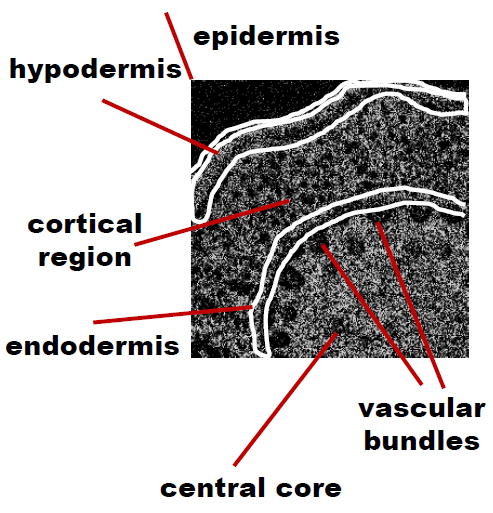 epidermis
hypodermis
cortical
region
endodermis
vascular
bundles
central core